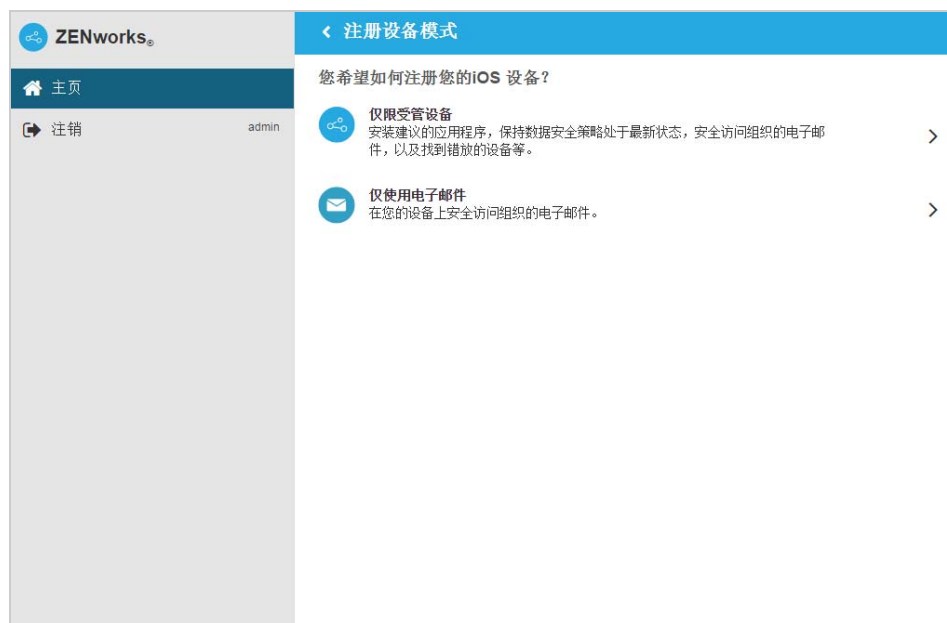 ZENworks®
主页
注销 admin
注册设备模式
您希望如何注册您的iOS 设备?
仅限受管设备
安装建议的应用程序，保持数据安全策略处于最新状态，安全访问组织的电子邮
件，以及找到错放的设备等。
仅使用电子邮件
在您的设备上安全访问组织的电子邮件。